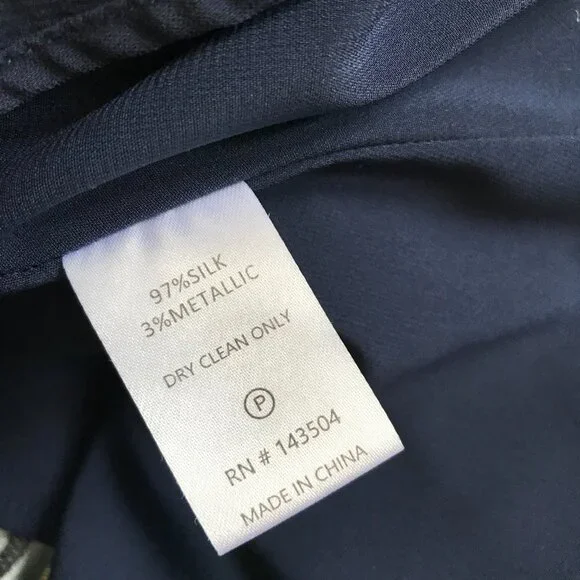 97%SILK
3%METALLIC
DRY CLEAN ONLY
P
RN # 143504
MADE IN CHINA